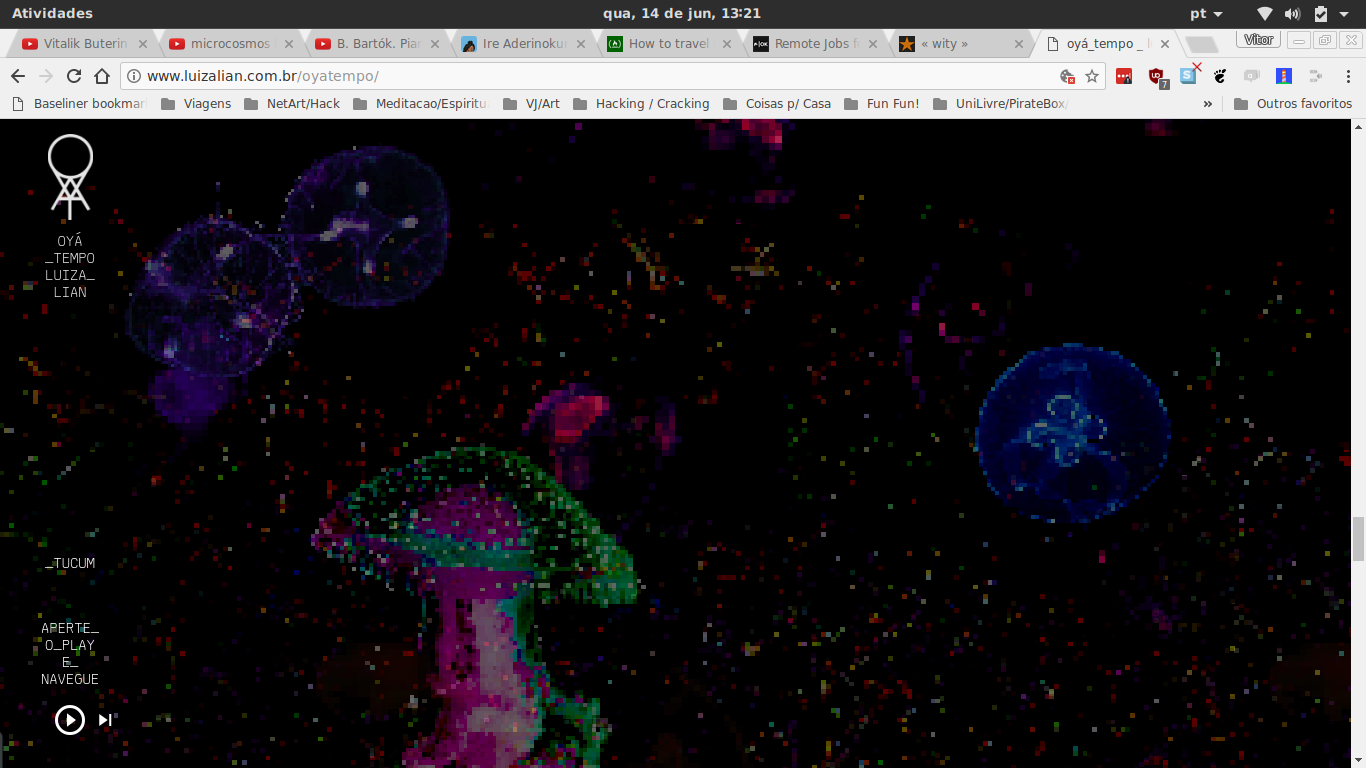 Atividades
qua, 14 de jun, 13:21
pt
Vitalik Buterin
microcosmos
B. Bartók. Pian
Ire Aderinokun
How to travel
Remote Jobs f
« wity »
oyá_tempo _ l
Vitor
www.luizalian.com.br/oyatempo/
7
Baseliner bookmar
Viagens
NetArt/Hack
Meditacao/Espiritu
VJ/Art
Hacking / Cracking
Coisas p/ Casa
Fun Fun!
UniLivre/PirateBox/
»
Outros favoritos
OYÁ
_TEMPO
LUIZA_
LIAN
_TUCUM
APERTE_
O_PLAY
E_
NAVEGUE